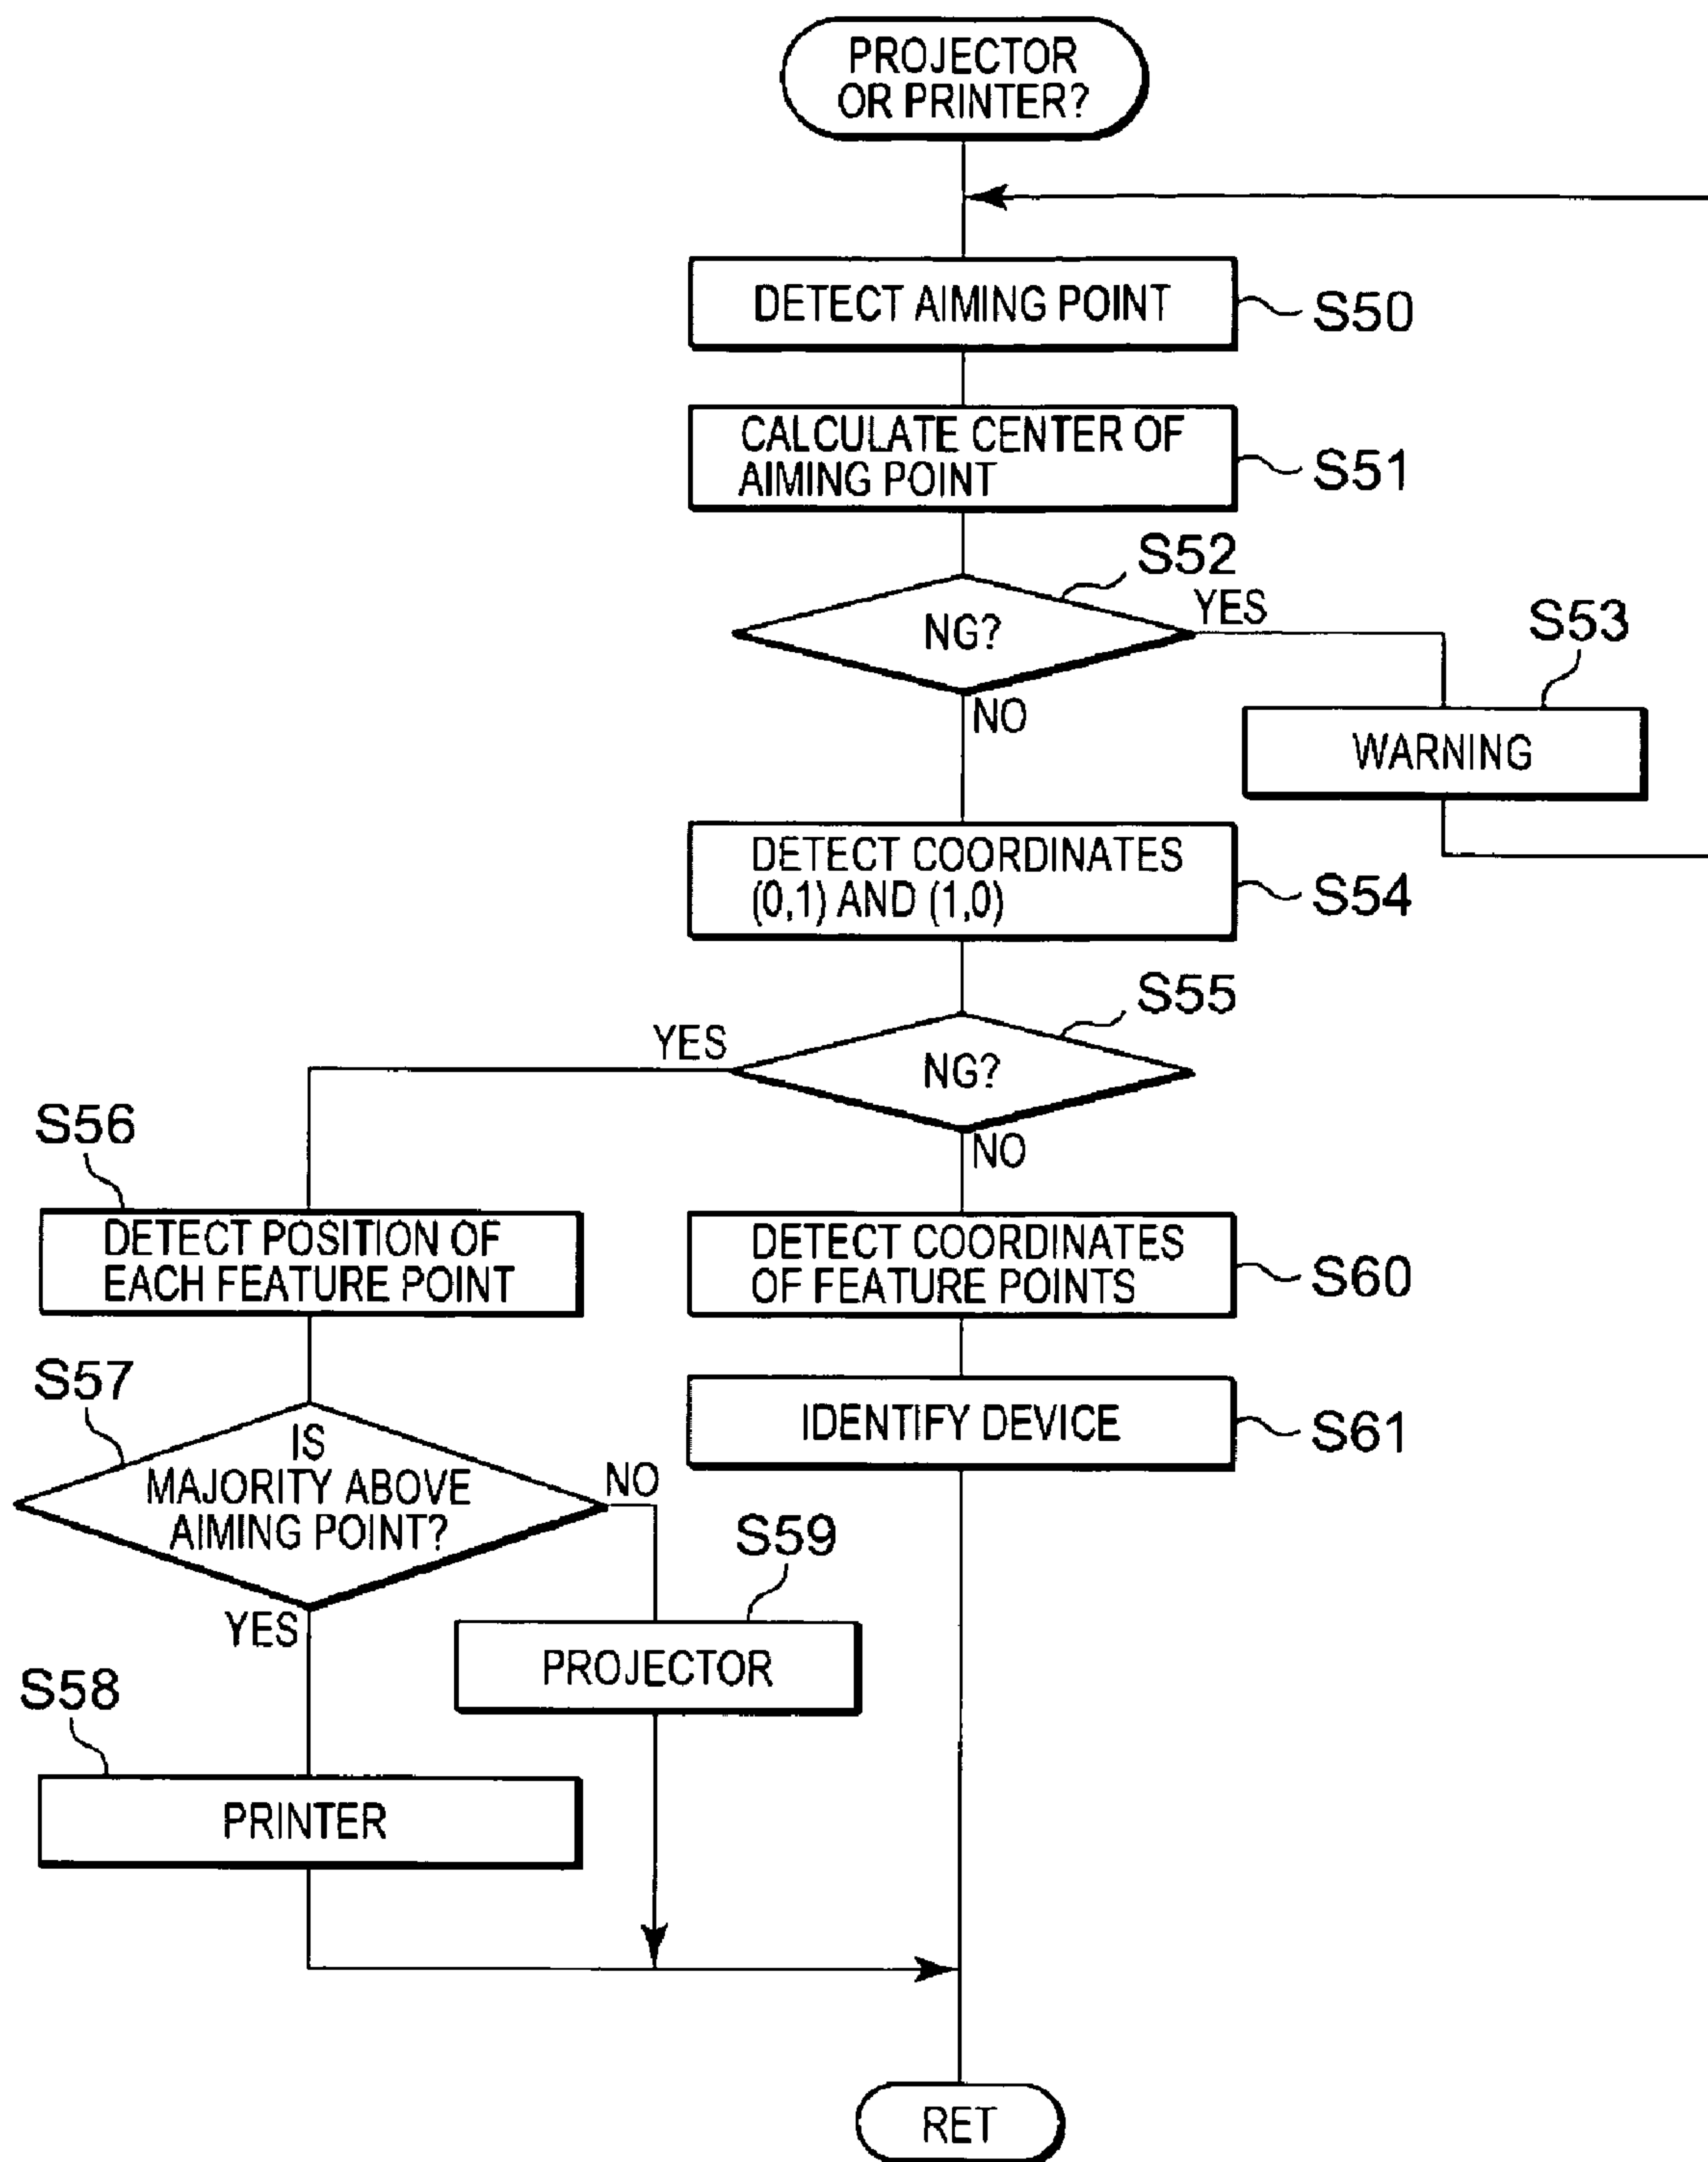 PROJECTOR
OR PRINTER?
DETECT AIMING POINT
S50
CALCULATE CENTER OF
AIMING POINT
S51
S52
NG?
YES
NO
S53
WARNING
DETECT COORDINATES
(0,1) AND (1,0)
S54
S55
NG?
YES
NO
S56
DETECT POSITION OF
EACH FEATURE POINT
DETECT COORDINATES
OF FEATURE POINTS
S60
S57
IS
MAJORITY ABOVE
AIMING POINT?
NO
YES
IDENTIFY DEVICE
S61
S59
PROJECTOR
S58
PRINTER
RET